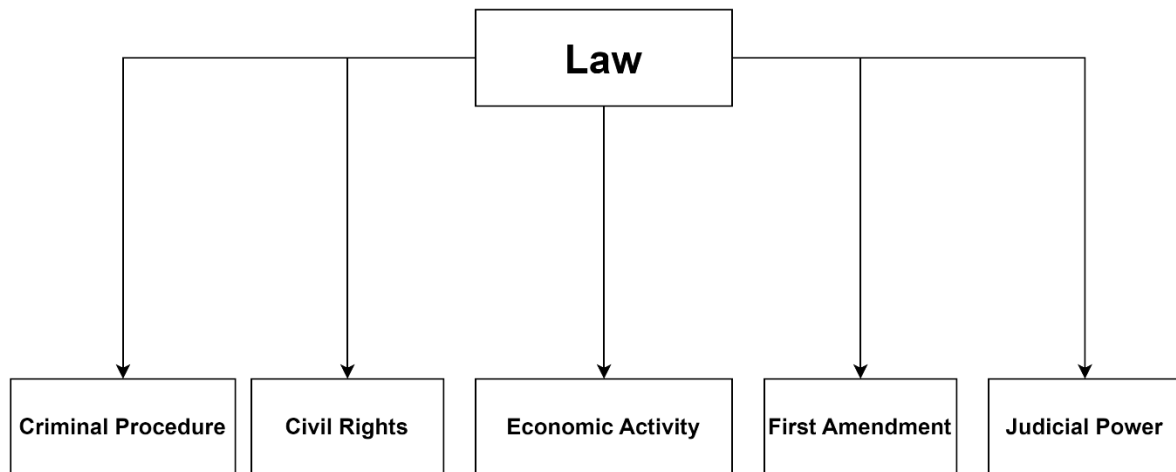 Law
Criminal Procedure
Civil Rights
Economic Activity
First Amendment
Judicial Power